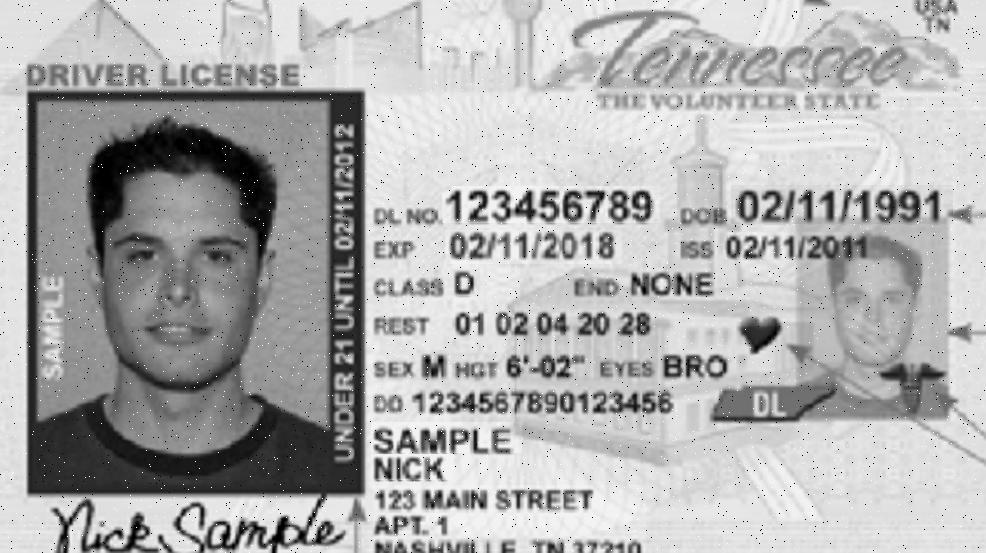 USA
TN
Tennessee
THE VOLUNTEER STATE
DRIVER LICENSE
SAMPLE
UNDER 21 UNTIL 02/11/2012
DL NO. 123456789 DOB 02/11/1991
EXP 02/11/2018 ISS 02/11/2011
CLASS D END NONE
REST 01 02 04 20 28
SEX M HGT 6'-02" EYES BRO
DD 1234567890123456
DL
SAMPLE
NICK
123 MAIN STREET
APT. 1
NASHVILLE, TN 37210
Nick Sample